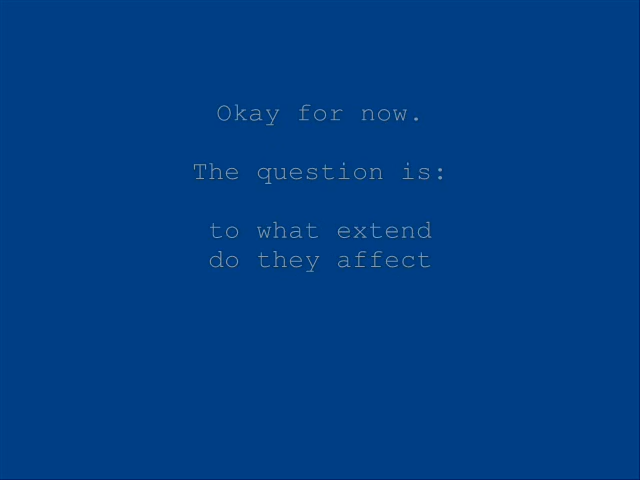 Okay for now.
The question is:
to what extend
do they affect